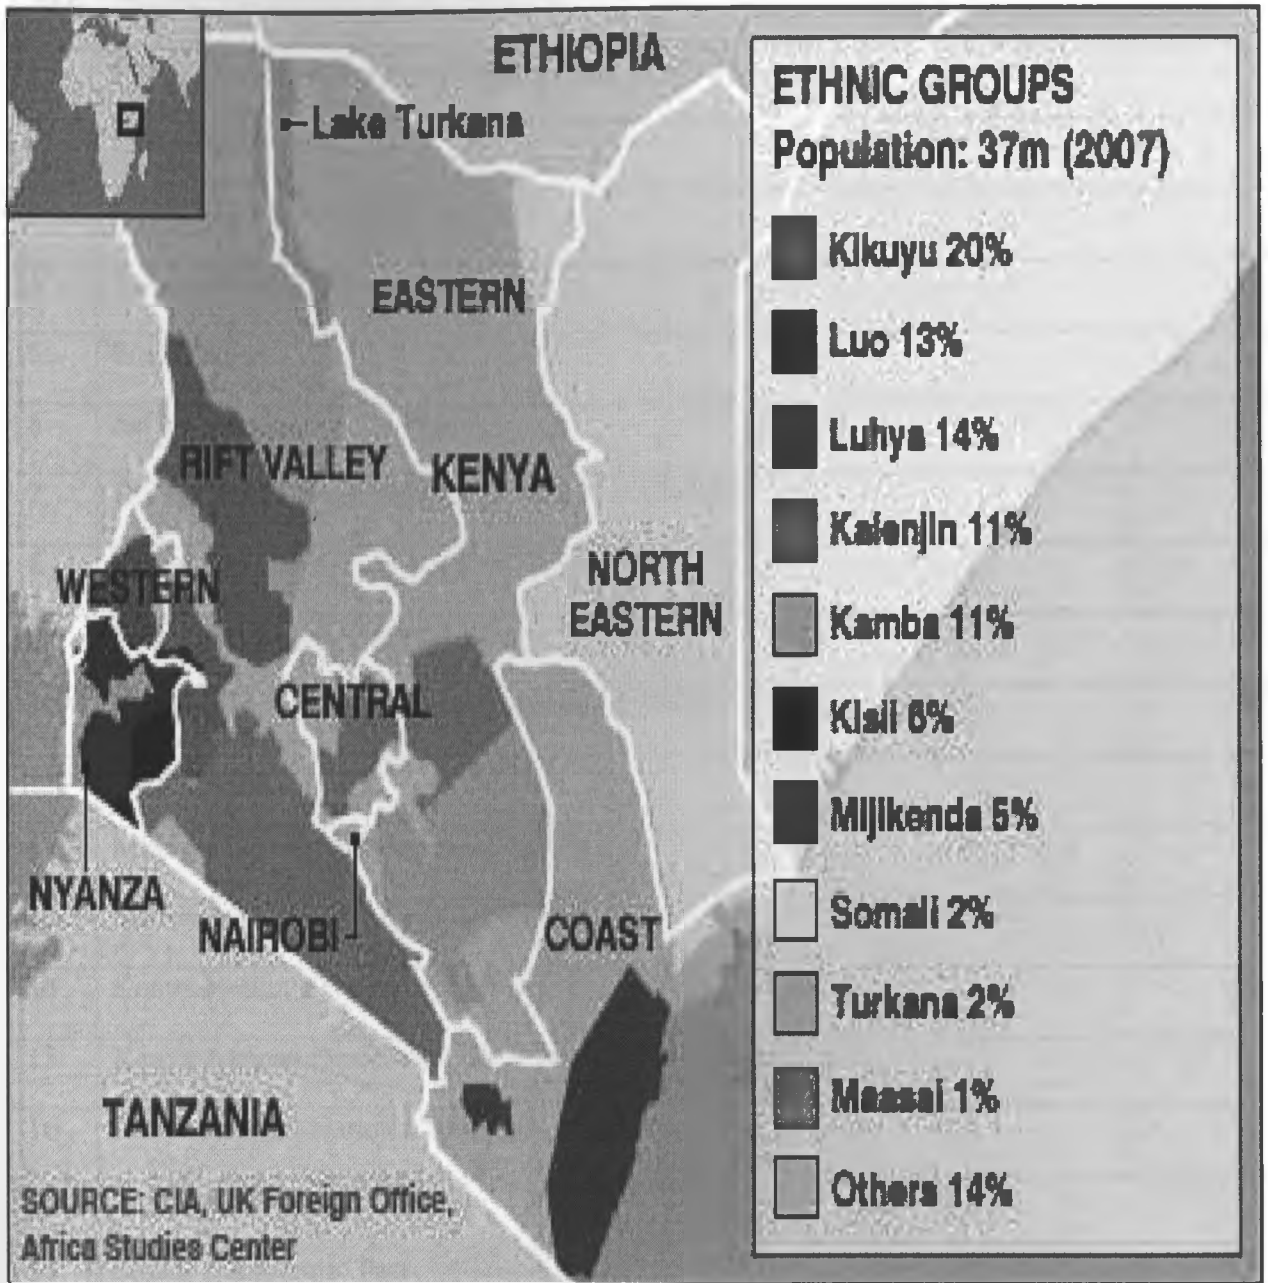 ETHIOPIA
Lake Turkana
EASTERN
RIFT VALLEY
KENYA
WESTERN
NORTH
EASTERN
CENTRAL
NYANZA
NAIROBI
COAST
TANZANIA
SOURCE: CIA, UK Foreign Office,
Africa Studies Center
ETHNIC GROUPS
Population: 37m (2007)
Kikuyu 20%
Luo 13%
Luhya 14%
Kalenjin 11%
Kamba 11%
Kisii 6%
Mijikenda 5%
Somali 2%
Turkana 2%
Maasai 1%
Others 14%